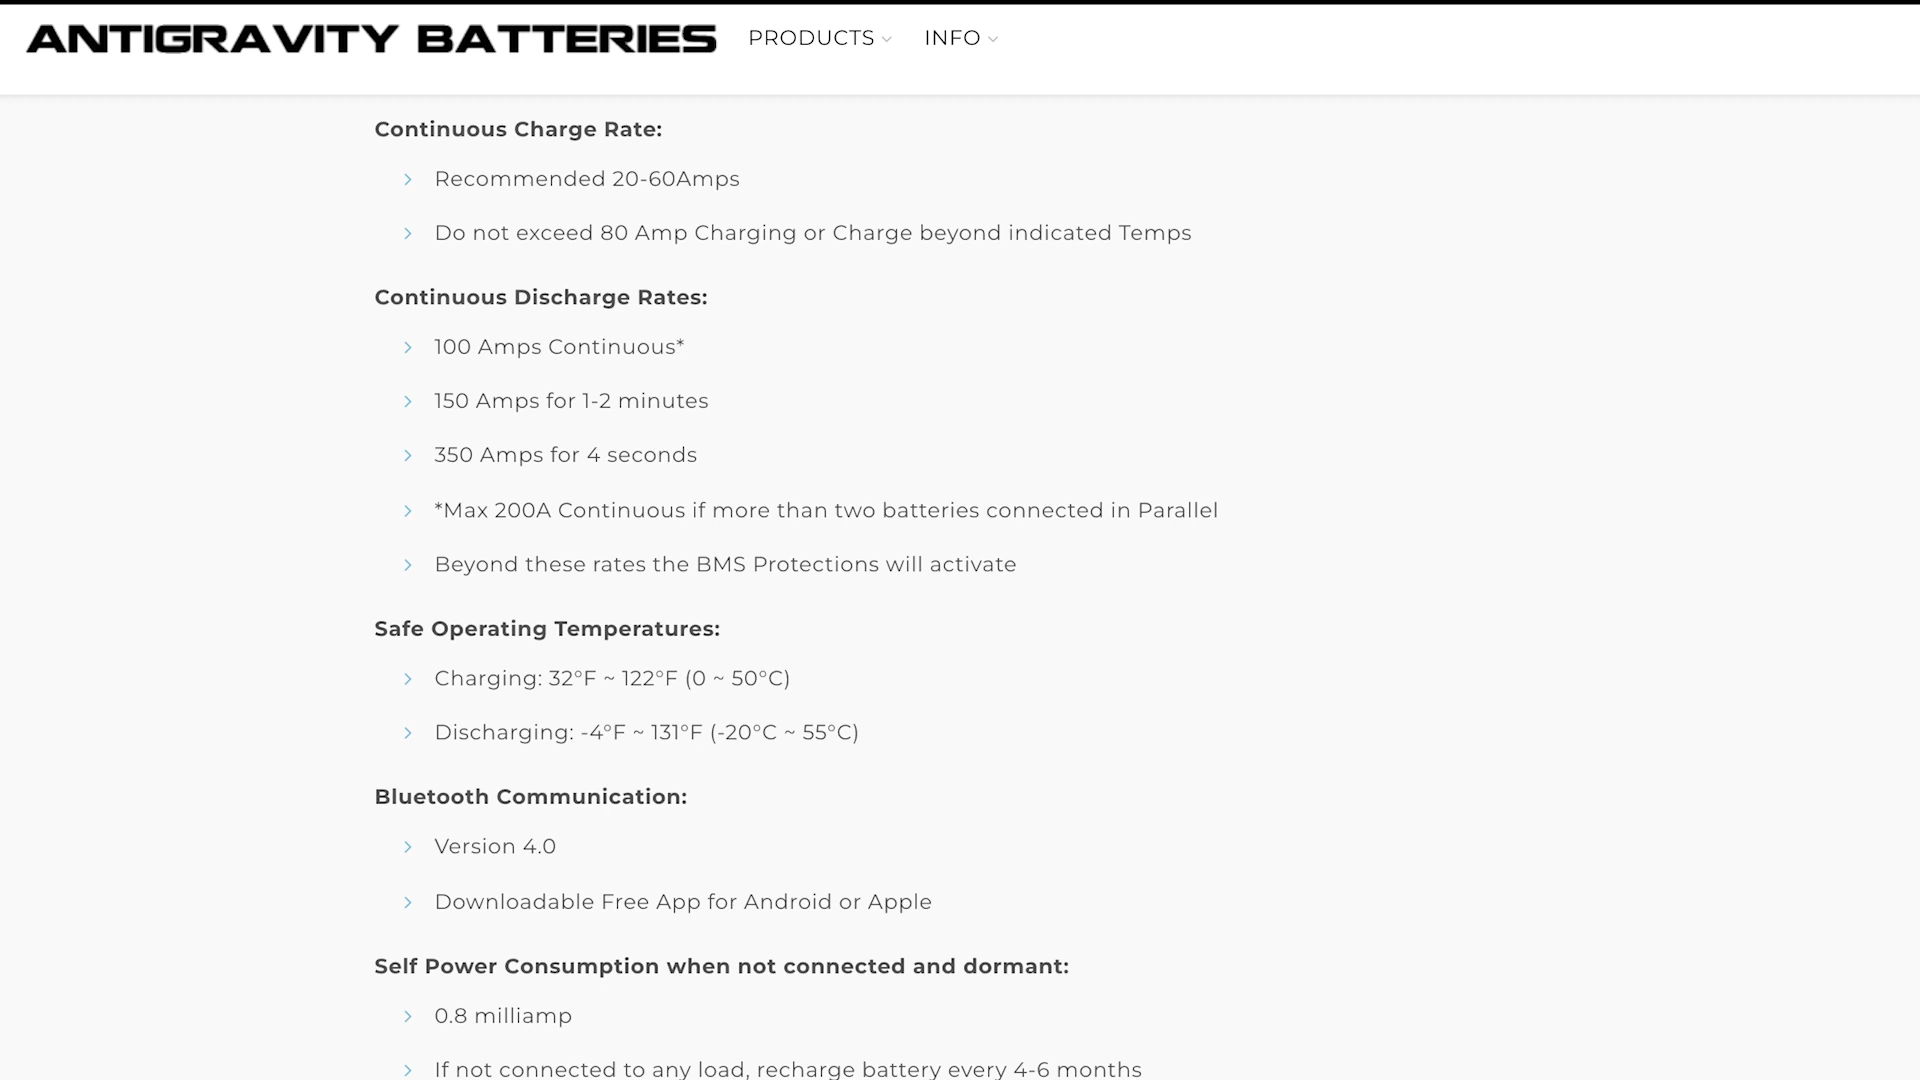 ANTIGRAVITY BATTERIES PRODUCTS INFO
Continuous Charge Rate:
Recommended 20-60Amps
Do not exceed 80 Amp Charging or Charge beyond indicated Temps
Continuous Discharge Rates:
100 Amps Continuous*
150 Amps for 1-2 minutes
350 Amps for 4 seconds
*Max 200A Continuous if more than two batteries connected in Parallel
Beyond these rates the BMS Protections will activate
Safe Operating Temperatures:
Charging: 32°F ~ 122°F (0 ~ 50°C)
Discharging: -4°F ~ 131°F (-20°C ~ 55°C)
Bluetooth Communication:
Version 4.0
Downloadable Free App for Android or Apple
Self Power Consumption when not connected and dormant:
0.8 milliamp
If not connected to any load, recharge battery every 4-6 months